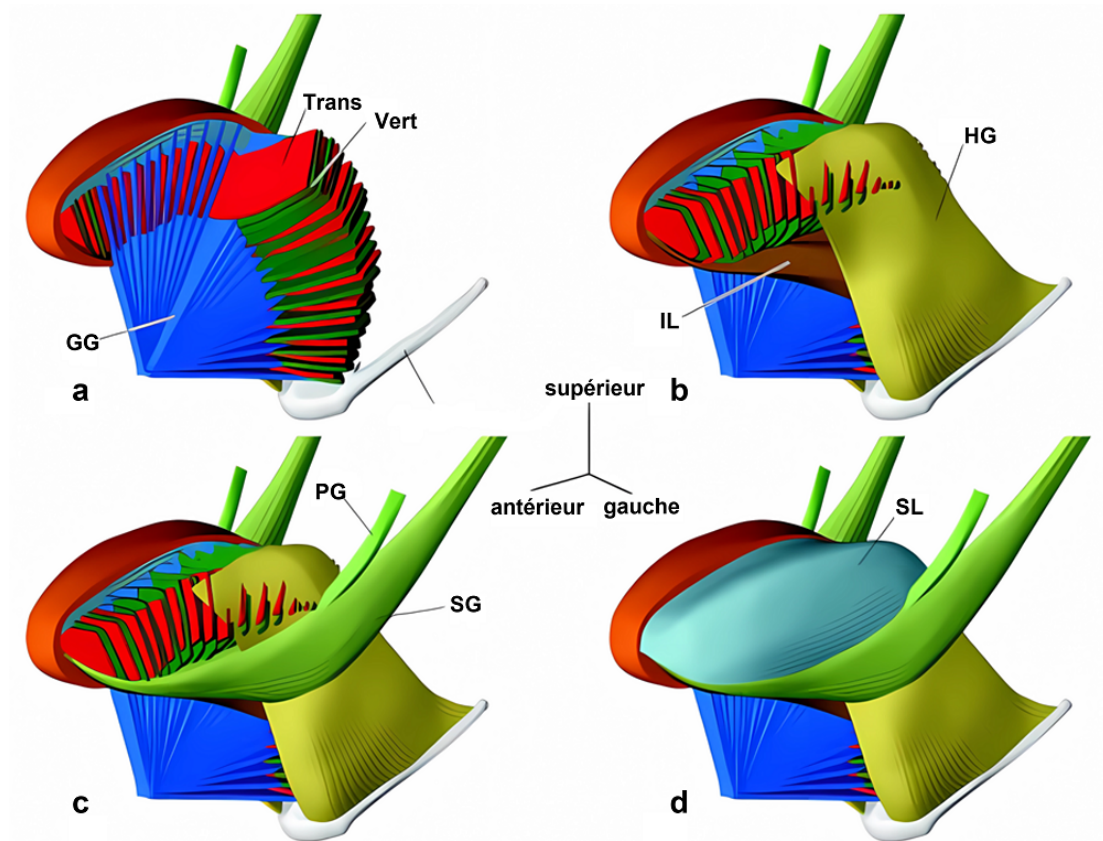 Trans
Vert
GG
a
HG
IL
b
supérieur
antérieur gauche
PG
SG
c
SL
d